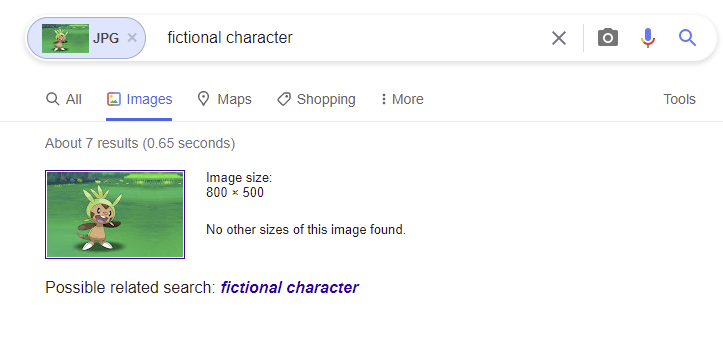 JPG × fictional character
All Images Maps Shopping More Tools
About 7 results (0.65 seconds)
Image size:
800 × 500
No other sizes of this image found.
Possible related search: fictional character